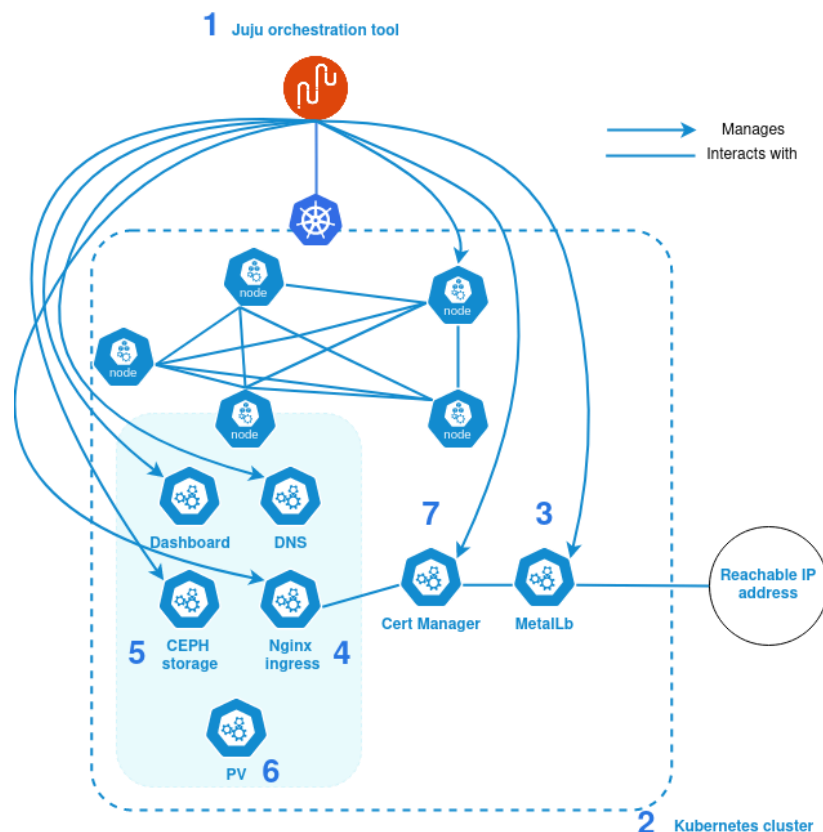 1 Juju orchestration tool
Manages
Interacts with
node
node
node
node
node
7
3
Dashboard
DNS
Reachable IP
address
Cert Manager
MetalLb
5
CEPH
storage
Nginx
ingress
4
PV
6
2 Kubernetes cluster